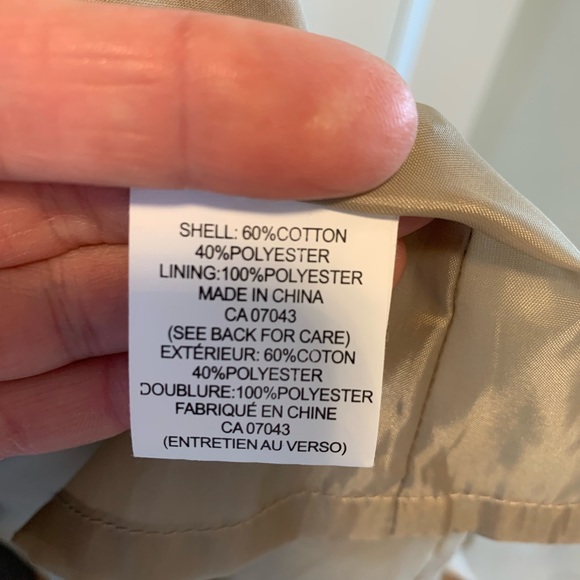 SHELL: 60%COTTON
40%POLYESTER
LINING:100%POLYESTER
MADE IN CHINA
CA 07043
(SEE BACK FOR CARE)
EXTÉRIEUR: 60%COTON
40%POLYESTER
DOUBLURE:100%POLYESTER
FABRIQUÉ EN CHINE
CA 07043
(ENTRETIEN AU VERSO)